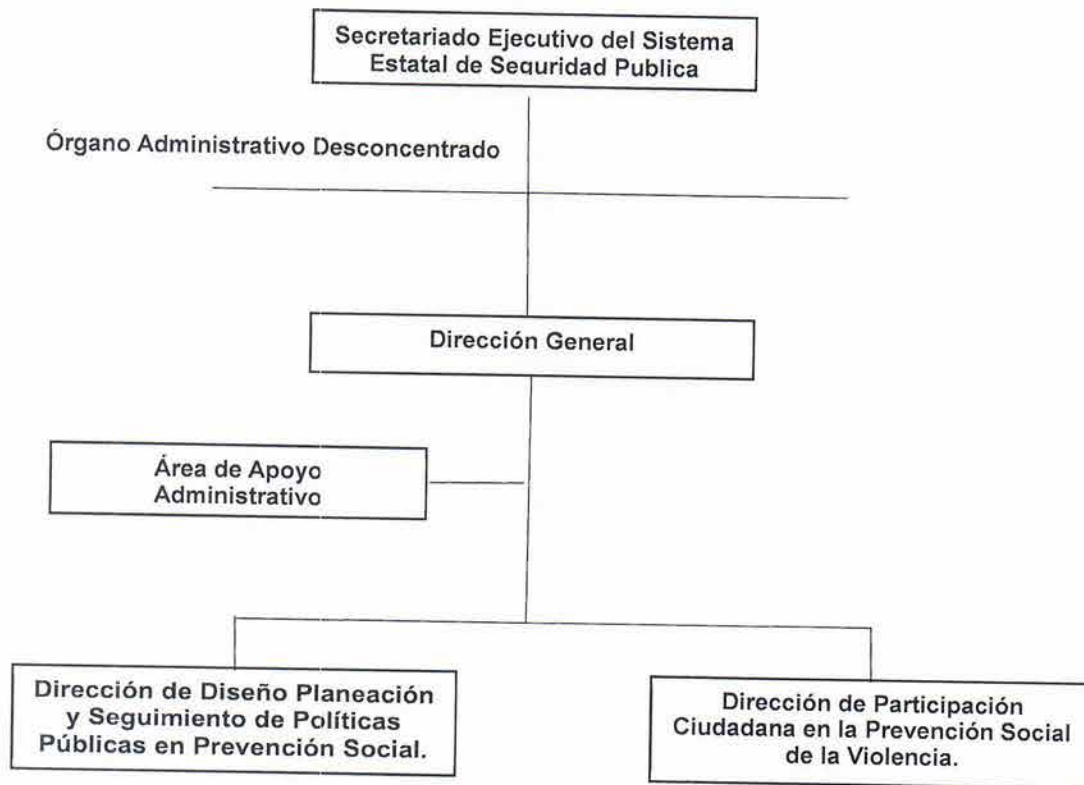 Secretariado Ejecutivo del Sistema
Estatal de Seguridad Publica
Órgano Administrativo Desconcentrado
Dirección General
Área de Apoyo
Administrativo
Dirección de Diseño Planeación
y Seguimiento de Políticas
Públicas en Prevención Social.
Dirección de Participación
Ciudadana en la Prevención Social
de la Violencia.